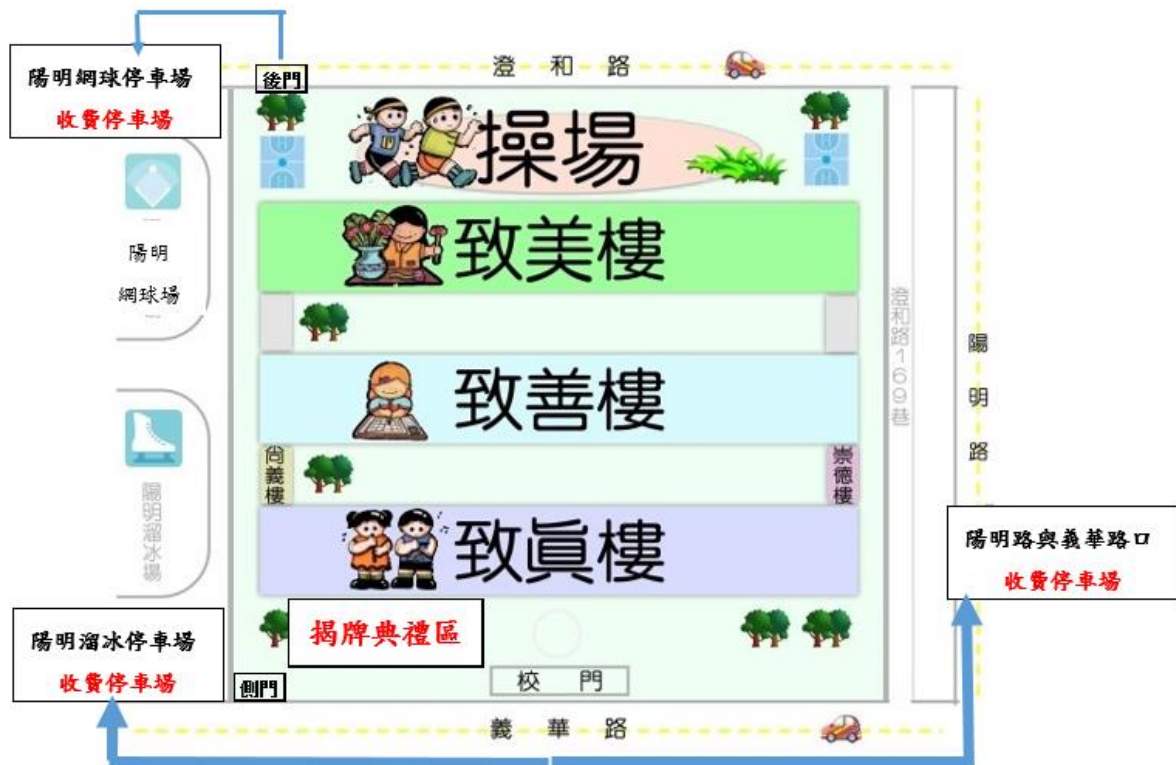 陽明網球停車場
收費停車場
後門
澄和路
操場
陽明
網球場
致美樓
澄和路169巷
陽明路
致善樓
尚義樓
崇德樓
陽明溜冰場
致真樓
陽明路與義華路口
收費停車場
揭牌典禮區
陽明溜冰停車場
收費停車場
側門
校門
義華路